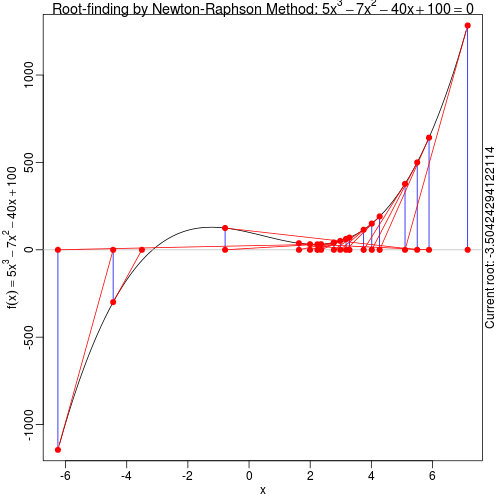 Root-finding by Newton-Raphson Method: 5x³ − 7x² − 40x + 100 = 0
1000
500
0
-500
-1000
f(x) = 5x³ − 7x² − 40x + 100
-6 -4 -2 0 2 4 6
x
Current root: -3.50424294122114